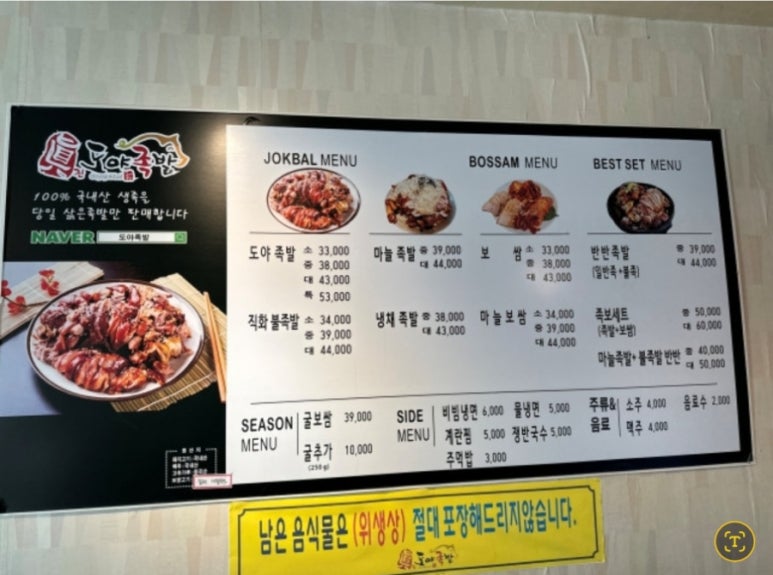 眞 도야족발
100% 국내산 생족을
당일 삶은족발만 판매합니다
NAVER 도야족발
원산지
JOKBAL MENU
도야 족발 소 33,000
중 38,000
대 43,000
특 53,000
마늘 족발 중 39,000
대 44,000
직화 불족발 소 34,000
중 39,000
대 44,000
냉채 족발 중 38,000
대 43,000
BOSSAM MENU
보 쌈 소 33,000
중 38,000
대 43,000
마늘 보쌈 소 34,000
중 39,000
대 44,000
BEST SET MENU
반반족발 중 39,000
(일반족+불족) 대 44,000
족보세트 중 50,000
(족발+보쌈) 대 60,000
마늘족발+ 불족발 반반 중 40,000
대 50,000
SEASON MENU
굴보쌈 39,000
굴추가 10,000
(250g)
SIDE MENU
비빔냉면 6,000 물냉면 5,000
계란찜 5,000 쟁반국수 5,000
주먹밥 3,000
주류& 음료
소주 4,000 음료수 2,000
맥주 4,000
남은 음식물은 (위생상) 절대 포장해드리지않습니다.
眞 도야족발